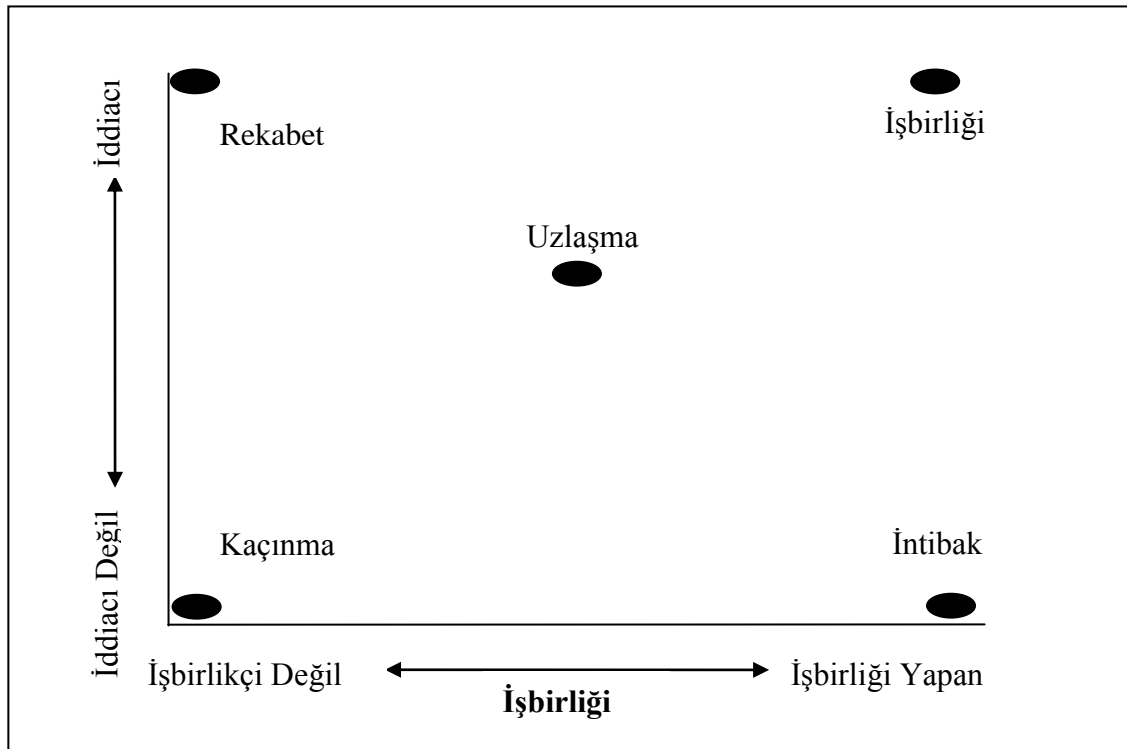 İddiacı
Rekabet
İşbirliği
Uzlaşma
Kaçınma
İntibak
İddiacı Değil
İşbirlikçi Değil
İşbirliği Yapan
İşbirliği